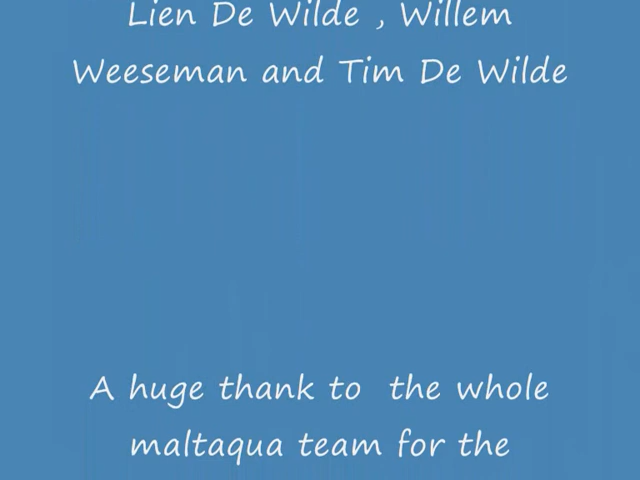 Lien De Wilde , Willem
Weeseman and Tim De Wilde
A huge thank to  the whole
maltaqua team for the